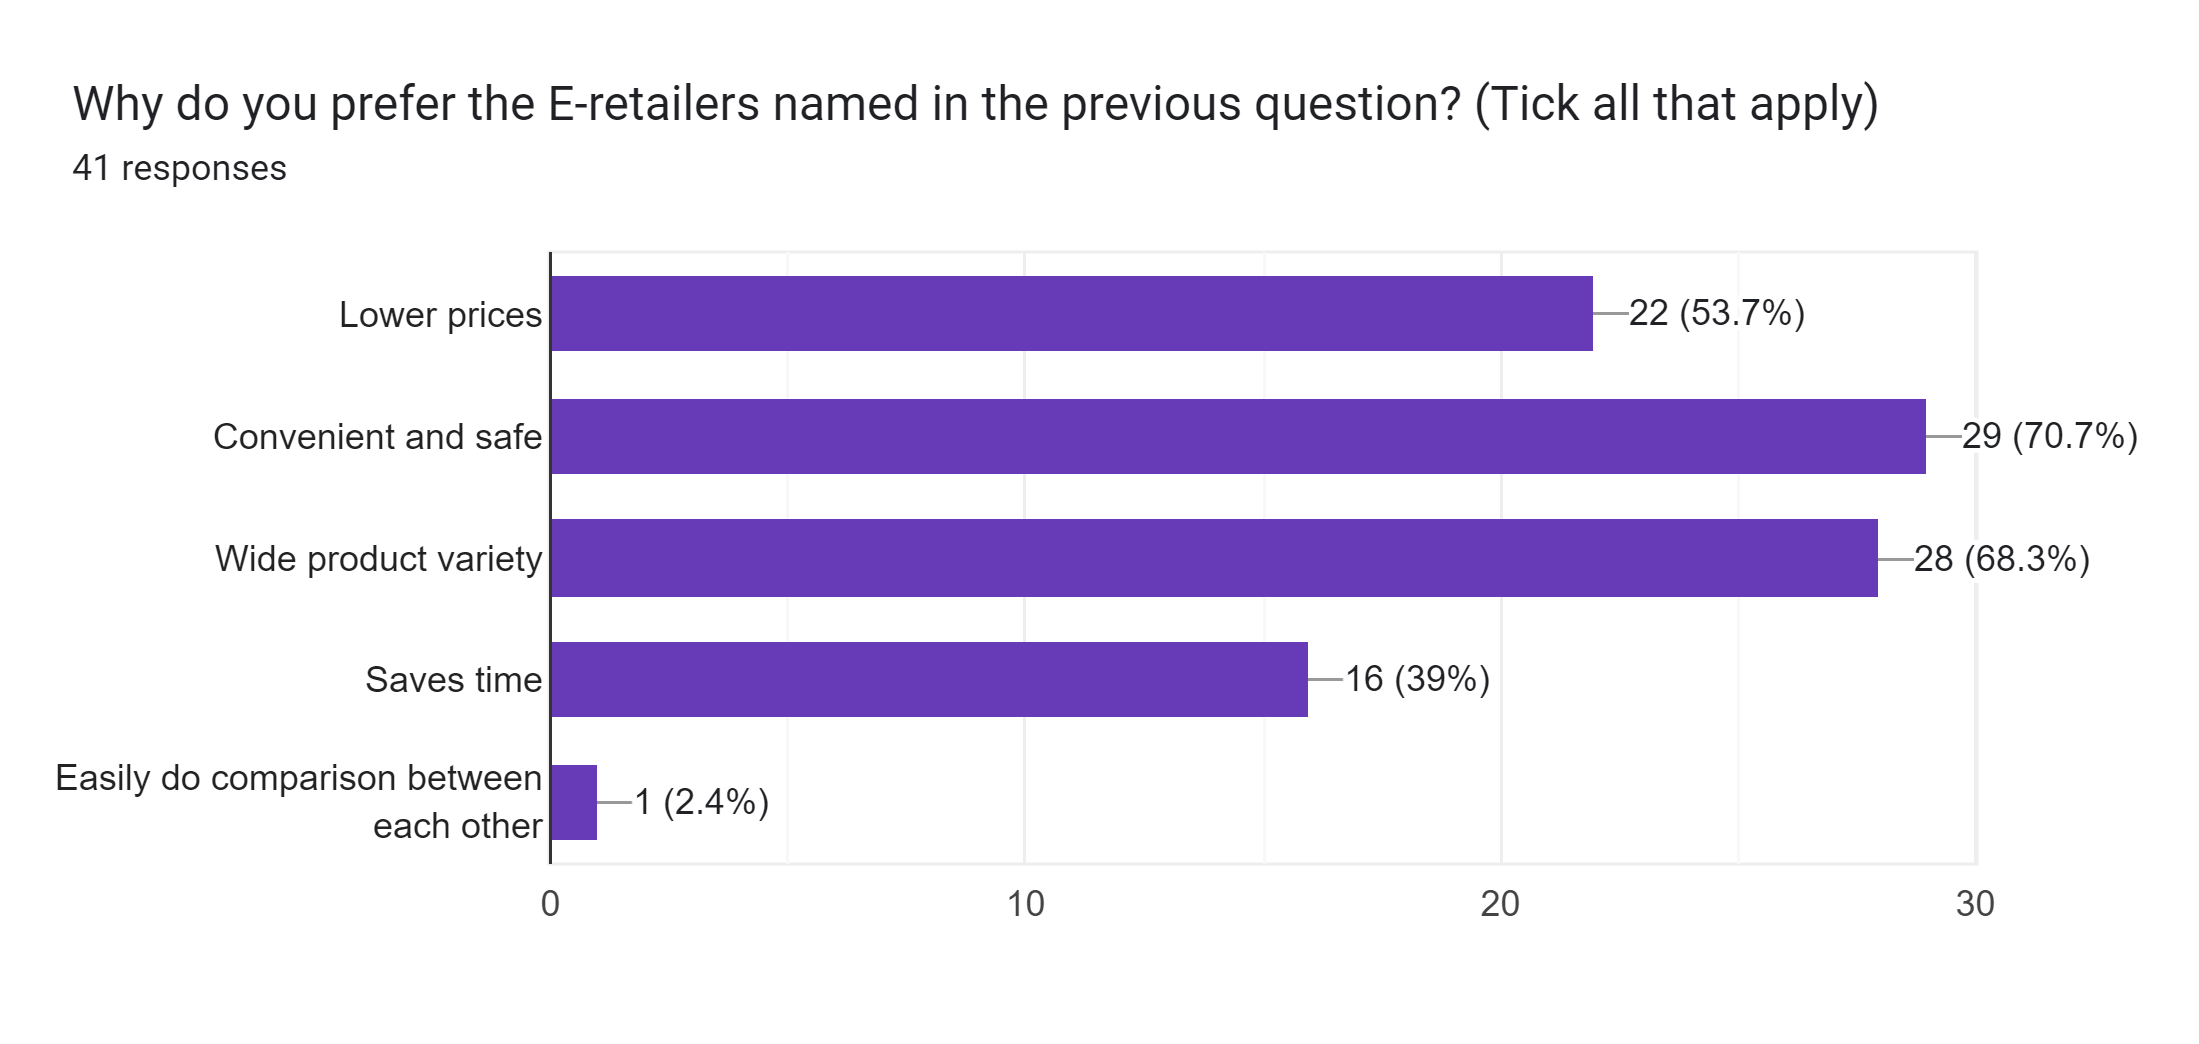 Why do you prefer the E-retailers named in the previous question? (Tick all that apply)
41 responses
Lower prices
22 (53.7%)
Convenient and safe
29 (70.7%)
Wide product variety
28 (68.3%)
Saves time
16 (39%)
Easily do comparison between
each other
1 (2.4%)
0 10 20 30